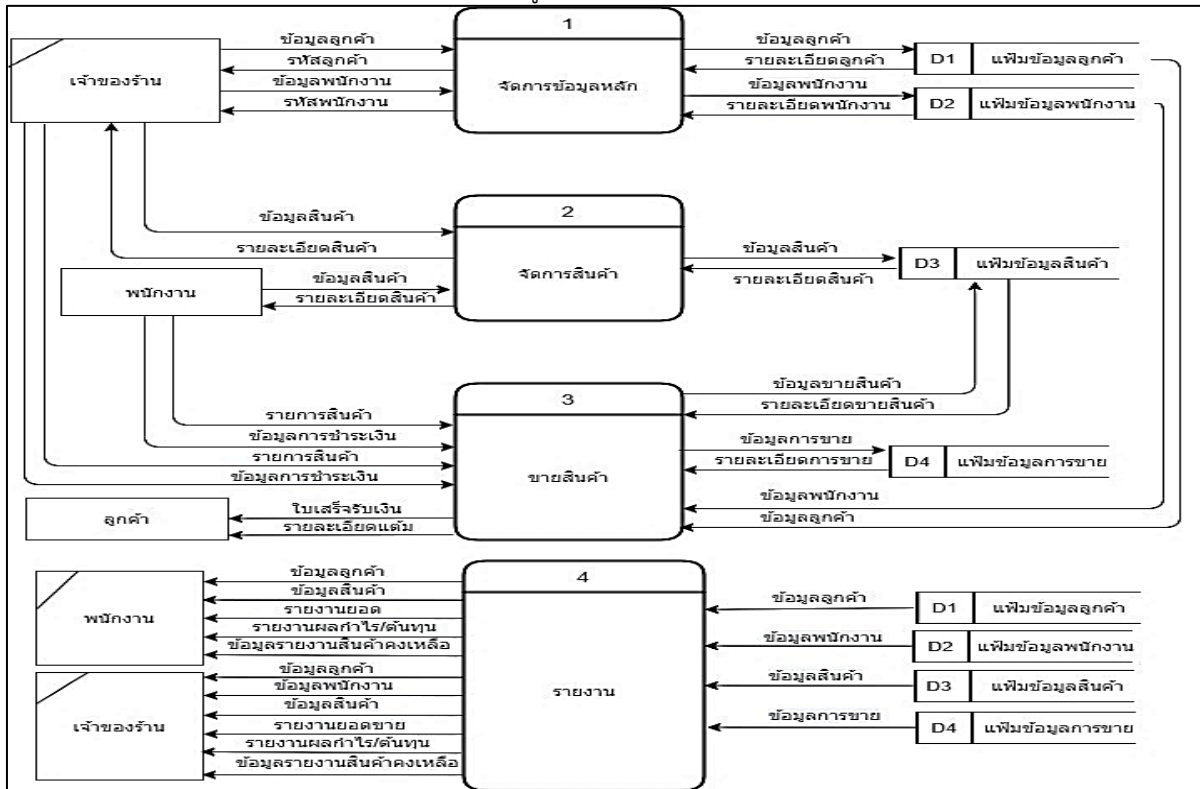 1
เจ้าของร้าน
ข้อมูลลูกค้า
รหัสลูกค้า
ข้อมูลพนักงาน
รหัสพนักงาน
จัดการข้อมูลหลัก
ข้อมูลลูกค้า
รายละเอียดลูกค้า
ข้อมูลพนักงาน
รายละเอียดพนักงาน
D1 แฟ้มข้อมูลลูกค้า
D2 แฟ้มข้อมูลพนักงาน
2
ข้อมูลสินค้า
รายละเอียดสินค้า
พนักงาน
ข้อมูลสินค้า
รายละเอียดสินค้า
จัดการสินค้า
ข้อมูลสินค้า
รายละเอียดสินค้า
D3 แฟ้มข้อมูลสินค้า
3
รายการสินค้า
ข้อมูลการชำระเงิน
รายการสินค้า
ข้อมูลการชำระเงิน
ขายสินค้า
ข้อมูลขายสินค้า
รายละเอียดขายสินค้า
ข้อมูลการขาย
รายละเอียดการขาย
D4 แฟ้มข้อมูลการขาย
ข้อมูลพนักงาน
ข้อมูลลูกค้า
ลูกค้า
ใบเสร็จรับเงิน
รายละเอียดแต้ม
4
พนักงาน
ข้อมูลลูกค้า
ข้อมูลสินค้า
รายงานยอด
รายงานผลกำไร/ต้นทุน
ข้อมูลรายงานสินค้าคงเหลือ
เจ้าของร้าน
ข้อมูลลูกค้า
ข้อมูลพนักงาน
ข้อมูลสินค้า
รายงานยอดขาย
รายงานผลกำไร/ต้นทุน
ข้อมูลรายงานสินค้าคงเหลือ
รายงาน
ข้อมูลลูกค้า
D1 แฟ้มข้อมูลลูกค้า
ข้อมูลพนักงาน
D2 แฟ้มข้อมูลพนักงาน
ข้อมูลสินค้า
D3 แฟ้มข้อมูลสินค้า
ข้อมูลการขาย
D4 แฟ้มข้อมูลการขาย